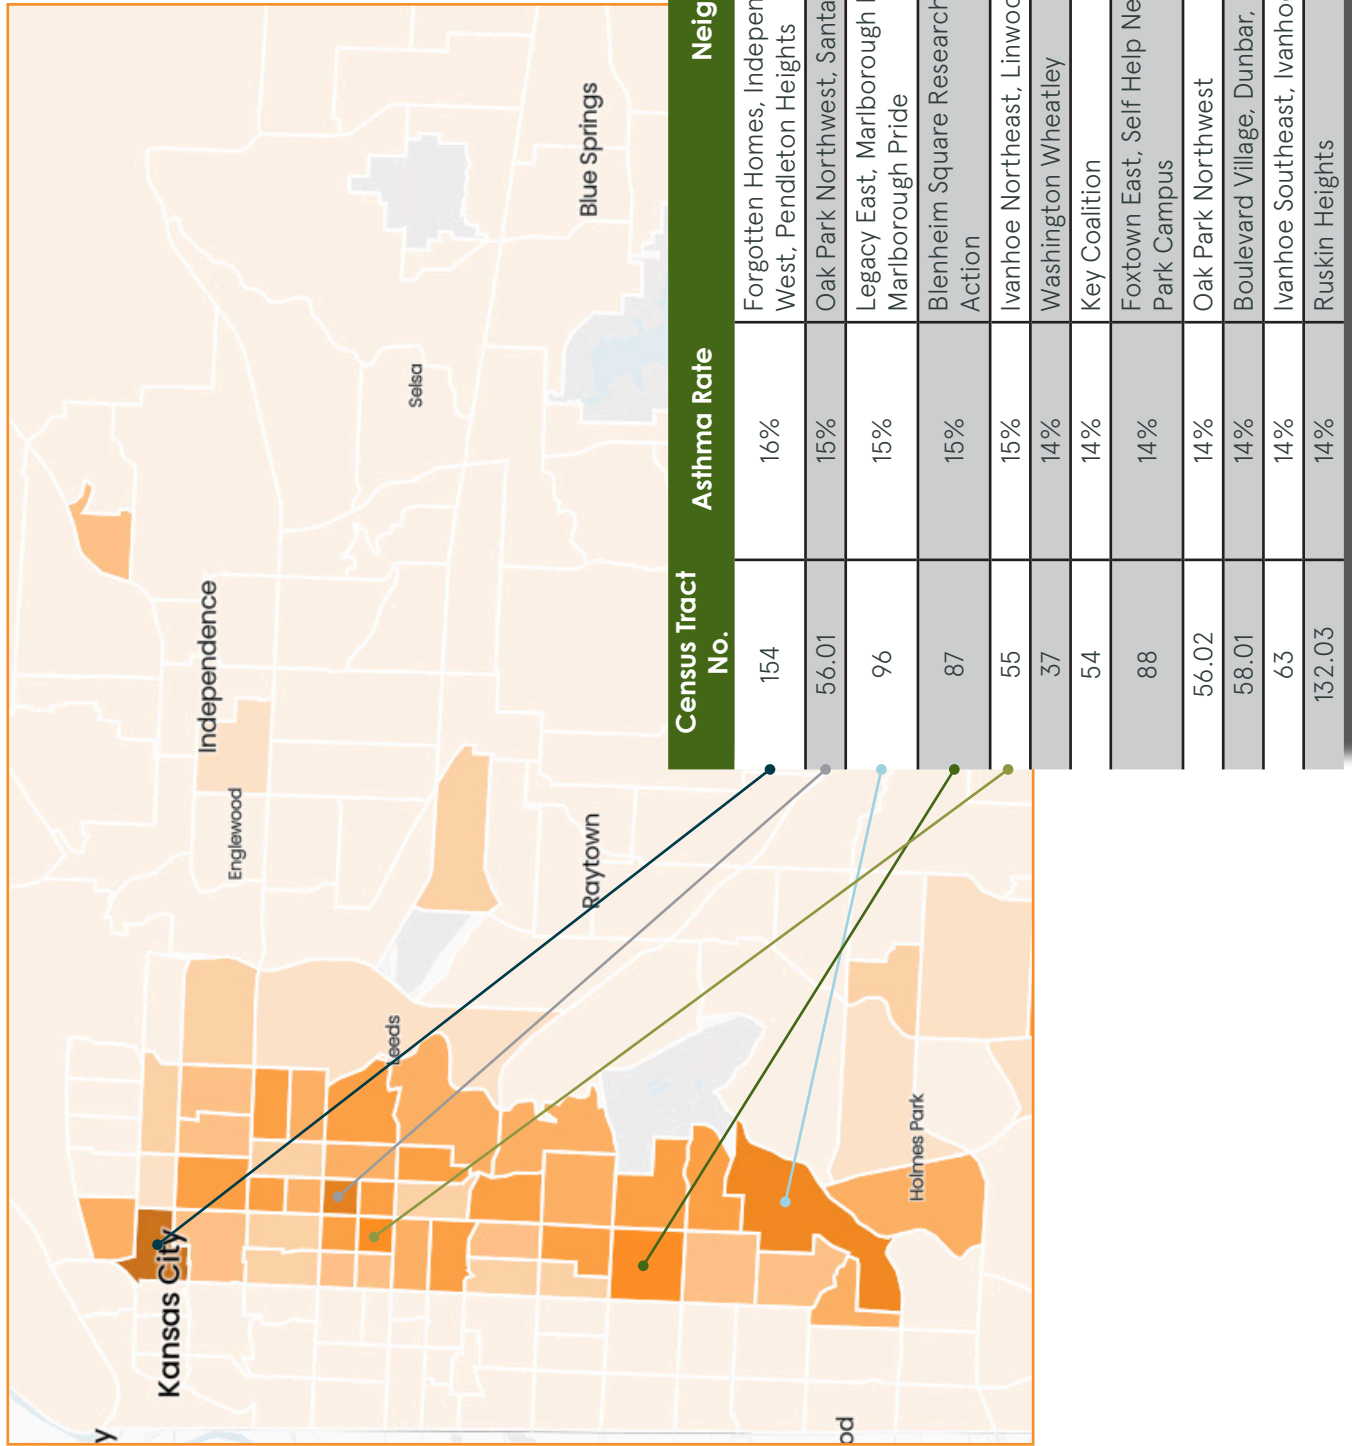 Blue Springs
Selsa
Independence
Englewood
Raytown
Leeds
Kansas City
Holmes Park
y
od
Census Tract
No.
Asthma Rate
Neig
154
16%
Forgotten Homes, Indepen
West, Pendleton Heights
56.01
15%
Oak Park Northwest, Santa
96
15%
Legacy East, Marlborough
Marlborough Pride
87
15%
Blenheim Square Research
Action
55
15%
Ivanhoe Northeast, Linwoo
37
14%
Washington Wheatley
54
14%
Key Coalition
88
14%
Foxtown East, Self Help Ne
Park Campus
56.02
14%
Oak Park Northwest
58.01
14%
Boulevard Village, Dunbar,
63
14%
Ivanhoe Southeast, Ivanho
132.03
14%
Ruskin Heights